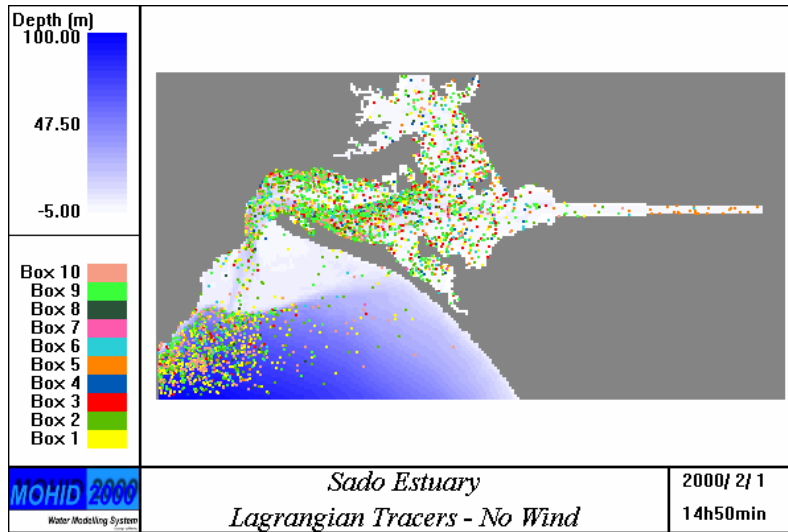 Depth (m)
100.00
47.50
-5.00
Box 10
Box 9
Box 8
Box 7
Box 6
Box 5
Box 4
Box 3
Box 2
Box 1
MOHID 2000
Water Modelling System
Sado Estuary
Lagrangian Tracers - No Wind
2000/ 2/ 1
14h50min